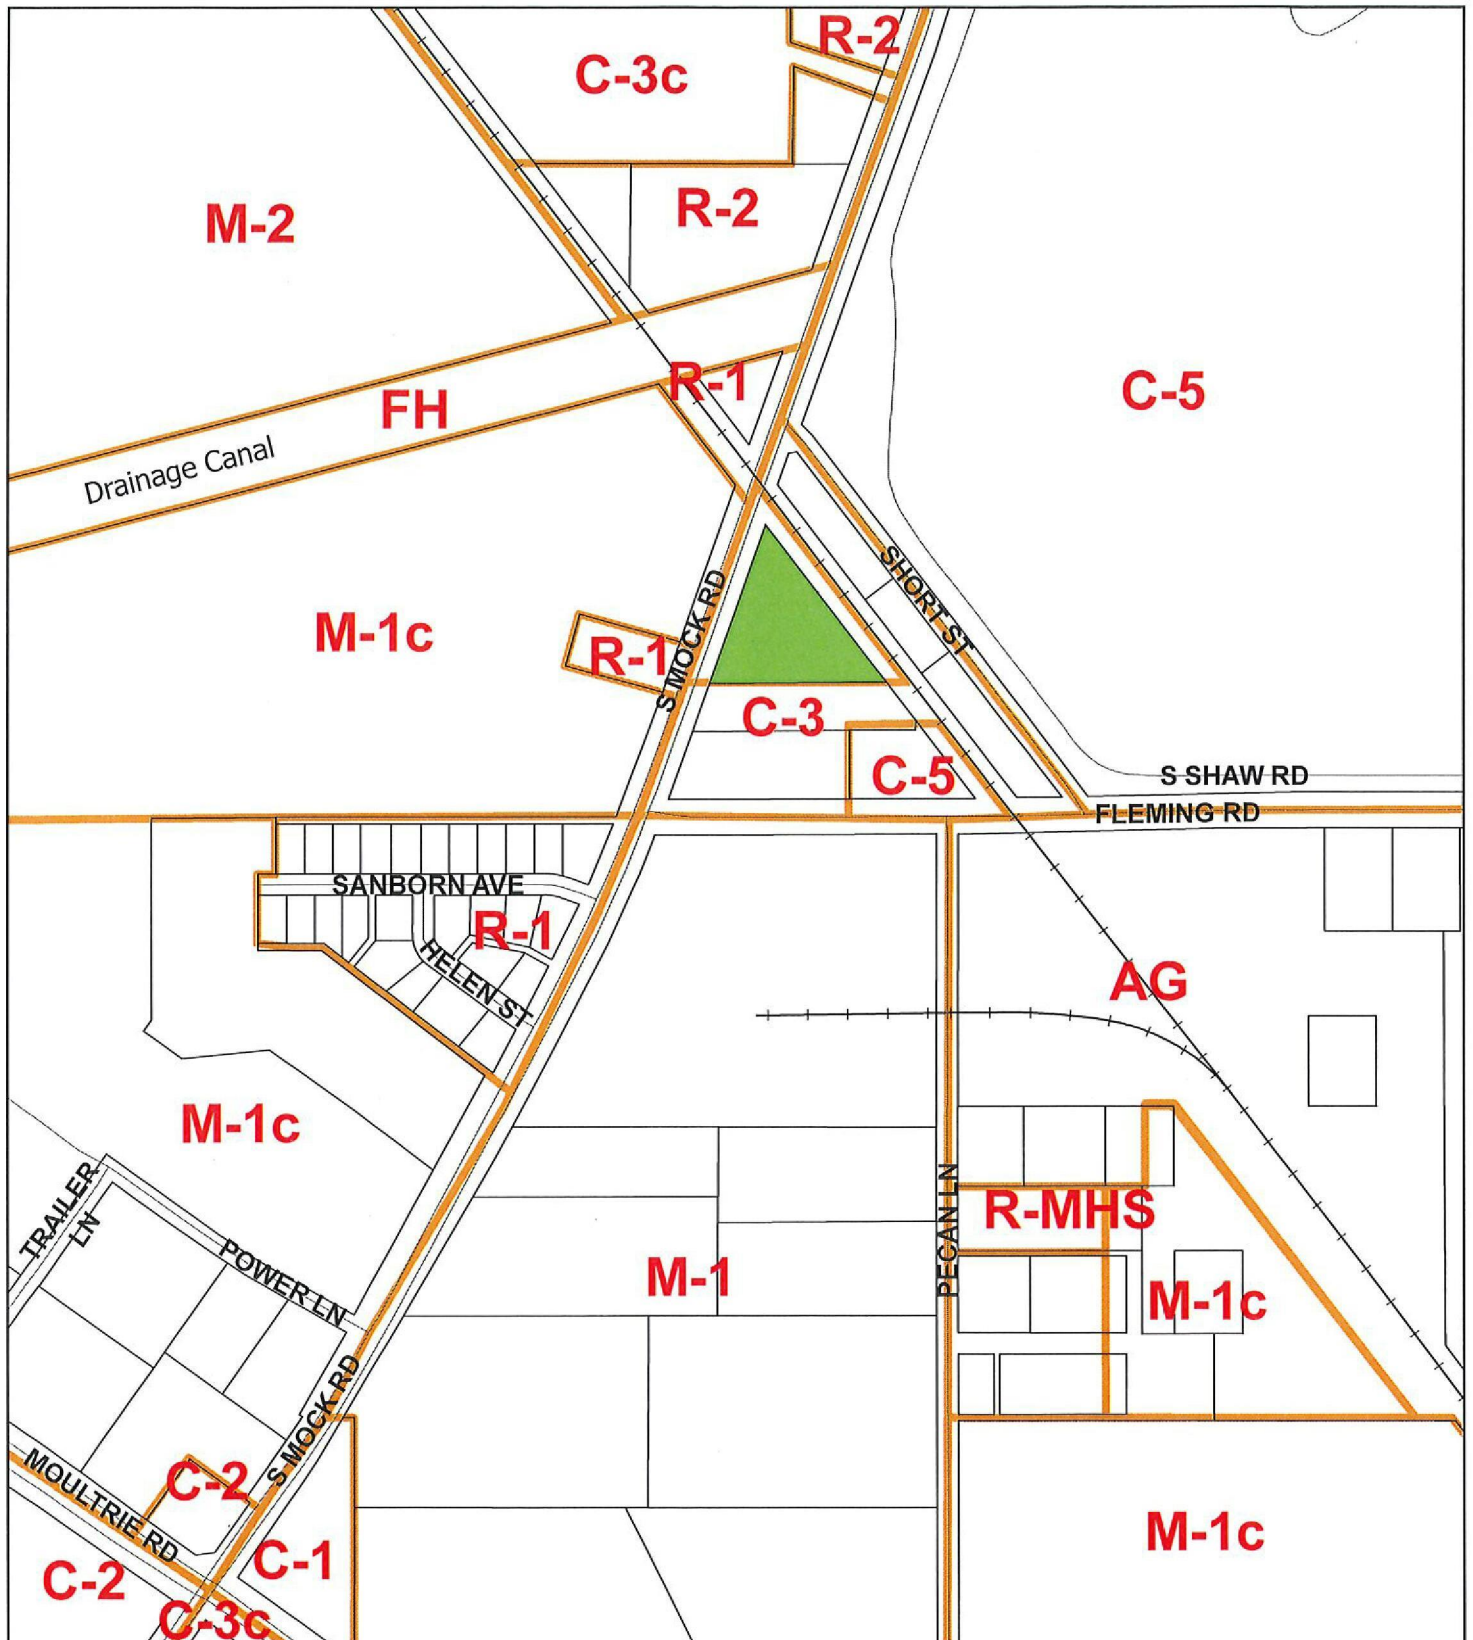 R-2
C-3c
M-2
R-2
R-1
C-5
FH
Drainage Canal
SHORT ST
M-1c
R-1
S MOCK RD
C-3
C-5
S SHAW RD
FLEMING RD
SANBORN AVE
R-1
HELEN ST
AG
M-1c
TRAILER
LN
POWER LN
PECAN LN
R-MHS
M-1
M-1c
S MOCK RD
C-2
MOULTRIE RD
M-1c
C-1
C-2
C-3c